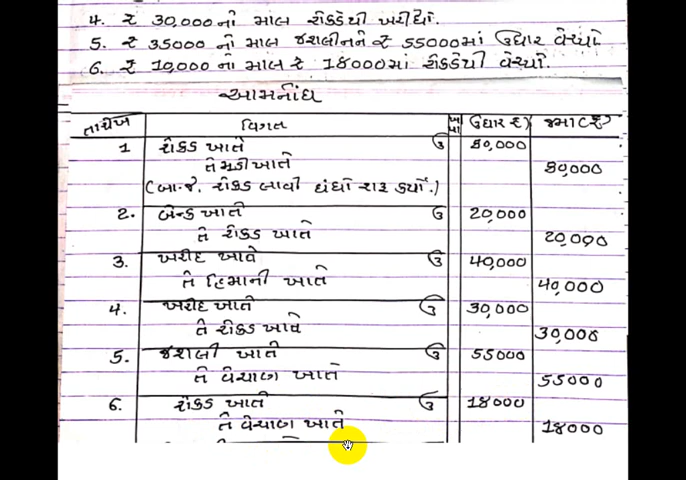 4. ₹ 30,000નો માલ રોકડેથી ખરીદ્યો.
5. ₹ 35000 નો માલ જશલીનને ₹ 55000માં ઉધાર વેચ્યો
6. ₹ 10,000 નો માલ ₹ 18000માં રોકડેથી વેચ્યો.
આમનોંધ
તારીખ વિગત ખા પા ઉધાર ₹ જમા ₹
1 રોકડ ખાતે ઉ 80,000
તે મૂડી ખાતે 80,000
(બા.જે. રોકડ લાવી ધંધો શરૂ કર્યો.)
2. બેન્ક ખાતે ઉ 20,000
તે રોકડ ખાતે 20,000
3. ખરીદ ખાતે ઉ 40,000
તે હિમાની ખાતે 40,000
4. ખરીદ ખાતે ઉ 30,000
તે રોકડ ખાતે 30,000
5. જશલી ખાતે ઉ 55000
તે વેચાણ ખાતે 55000
6. રોકડ ખાતે ઉ 18000
તે વેચાણ ખાતે 18000